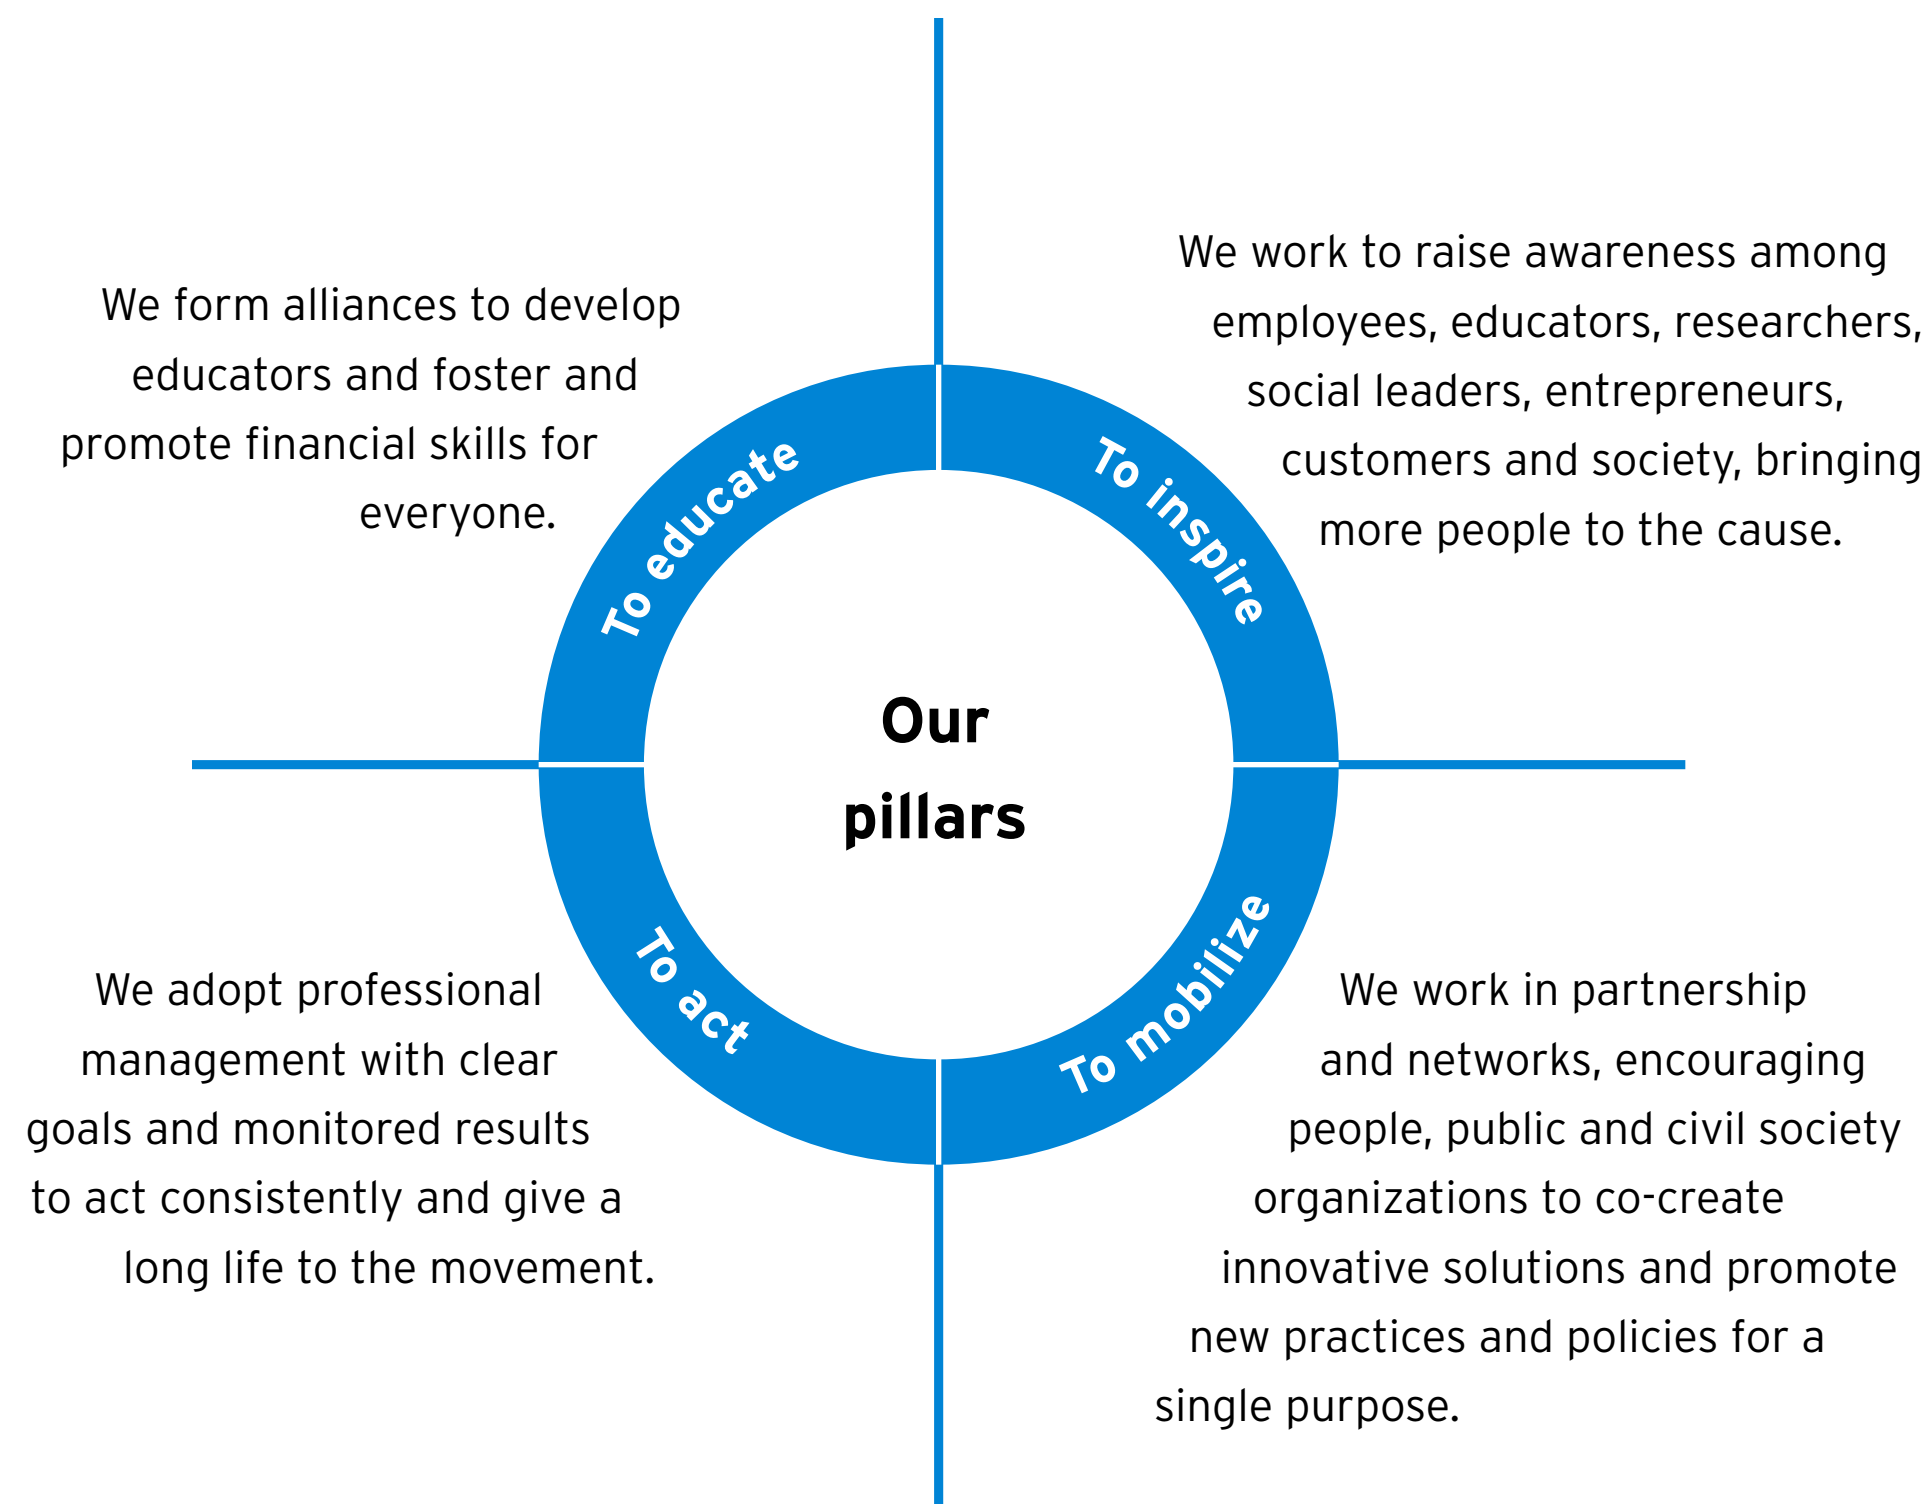 We form alliances to develop
educators and foster and
promote financial skills for
everyone.
To educate
We work to raise awareness among
employees, educators, researchers,
social leaders, entrepreneurs,
customers and society, bringing
more people to the cause.
To inspire
Our
pillars
We adopt professional
management with clear
goals and monitored results
to act consistently and give a
long life to the movement.
To act
We work in partnership
and networks, encouraging
people, public and civil society
organizations to co-create
innovative solutions and promote
new practices and policies for a
single purpose.
To mobilize